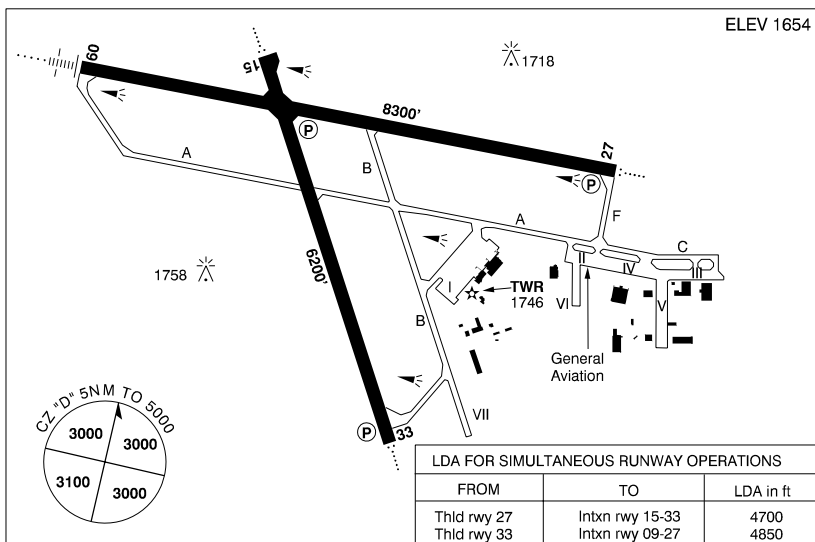 ELEV 1654
1718
09
15
8300'
27
P
P
A
B
A
F
C
6200'
1758
II
IV
III
TWR
1746
I
VI
V
B
General
Aviation
CZ "D" 5NM TO 5000
3000
3000
3100
3000
P
33
VII
LDA FOR SIMULTANEOUS RUNWAY OPERATIONS
FROM TO LDA in ft
Thld rwy 27 Intxn rwy 15-33 4700
Thld rwy 33 Intxn rwy 09-27 4850